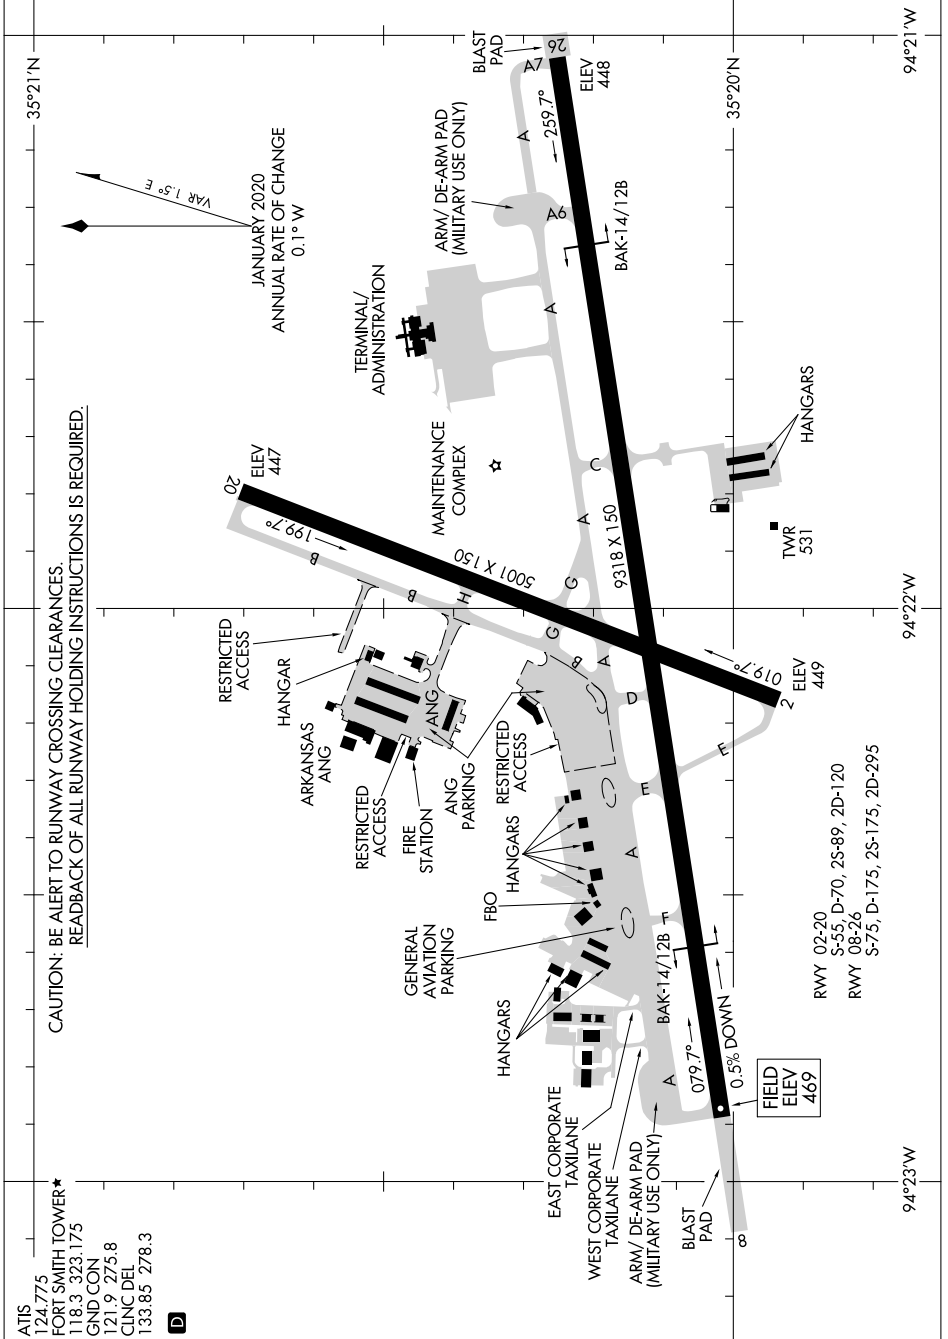 ATIS
124.775
FORT SMITH TOWER★
118.3 323.175
GND CON
121.9 275.8
CLNC DEL
133.85 278.3
D
CAUTION: BE ALERT TO RUNWAY CROSSING CLEARANCES.
READBACK OF ALL RUNWAY HOLDING INSTRUCTIONS IS REQUIRED.
35°21'N
VAR 1.5° E
JANUARY 2020
ANNUAL RATE OF CHANGE
0.1° W
20
ELEV
447
199.7°
B
B
H
5001 X 150
RESTRICTED
ACCESS
HANGAR
ARKANSAS
ANG
RESTRICTED
ACCESS
FIRE
STATION
ANG
ANG
PARKING
RESTRICTED
ACCESS
TERMINAL/
ADMINISTRATION
MAINTENANCE
COMPLEX
ARM/ DE-ARM PAD
(MILITARY USE ONLY)
BLAST
PAD
26
A7
ELEV
448
259.7°
A
A6
BAK-14/12B
A
C
A
G
G
B
A
D
9318 X 150
HANGARS
TWR
531
E
E
A
019.7°
2
ELEV
449
HANGARS
FBO
GENERAL
AVIATION
PARKING
HANGARS
F
BAK-14/12B
A
079.7°
0.5% DOWN
FIELD
ELEV
469
EAST CORPORATE
TAXILANE
WEST CORPORATE
TAXILANE
ARM/ DE-ARM PAD
(MILITARY USE ONLY)
BLAST
PAD
8
RWY 02-20
S-55, D-70, 2S-89, 2D-120
RWY 08-26
S-75, D-175, 2S-175, 2D-295
35°20'N
94°23'W
94°22'W
94°21'W